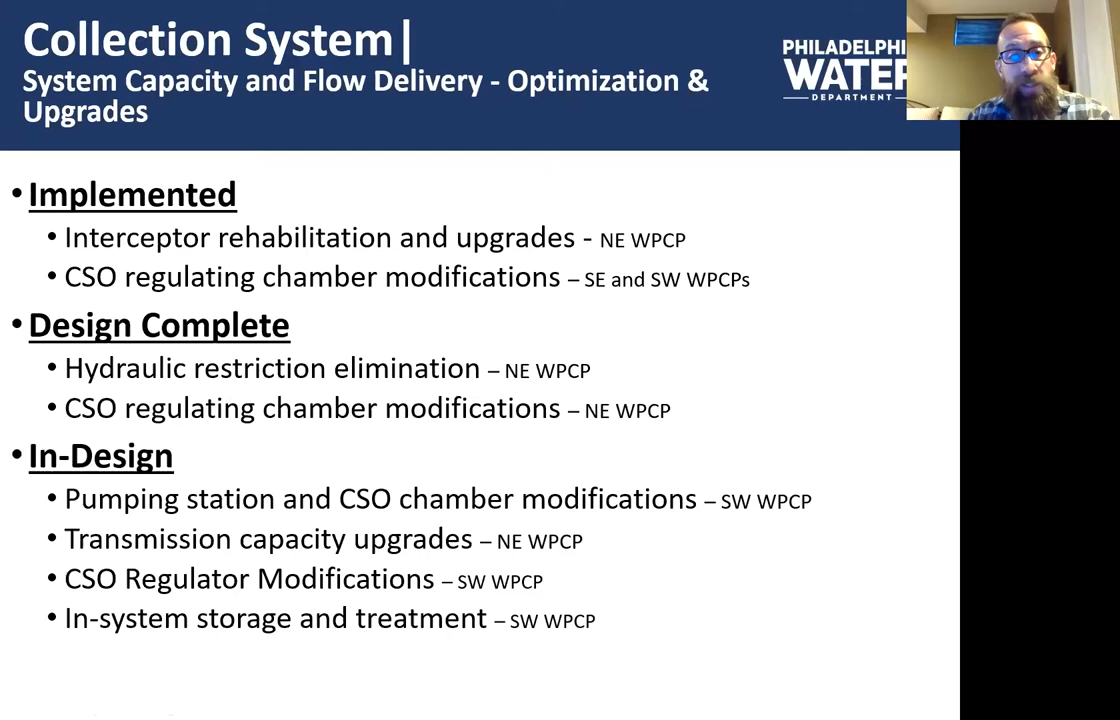 Collection System|
System Capacity and Flow Delivery - Optimization &
Upgrades
PHILADELPHI
WATER
DEPARTMENT
• Implemented
• Interceptor rehabilitation and upgrades - NE WPCP
• CSO regulating chamber modifications – SE and SW WPCPs
• Design Complete
• Hydraulic restriction elimination – NE WPCP
• CSO regulating chamber modifications – NE WPCP
• In-Design
• Pumping station and CSO chamber modifications – SW WPCP
• Transmission capacity upgrades – NE WPCP
• CSO Regulator Modifications – SW WPCP
• In-system storage and treatment – SW WPCP